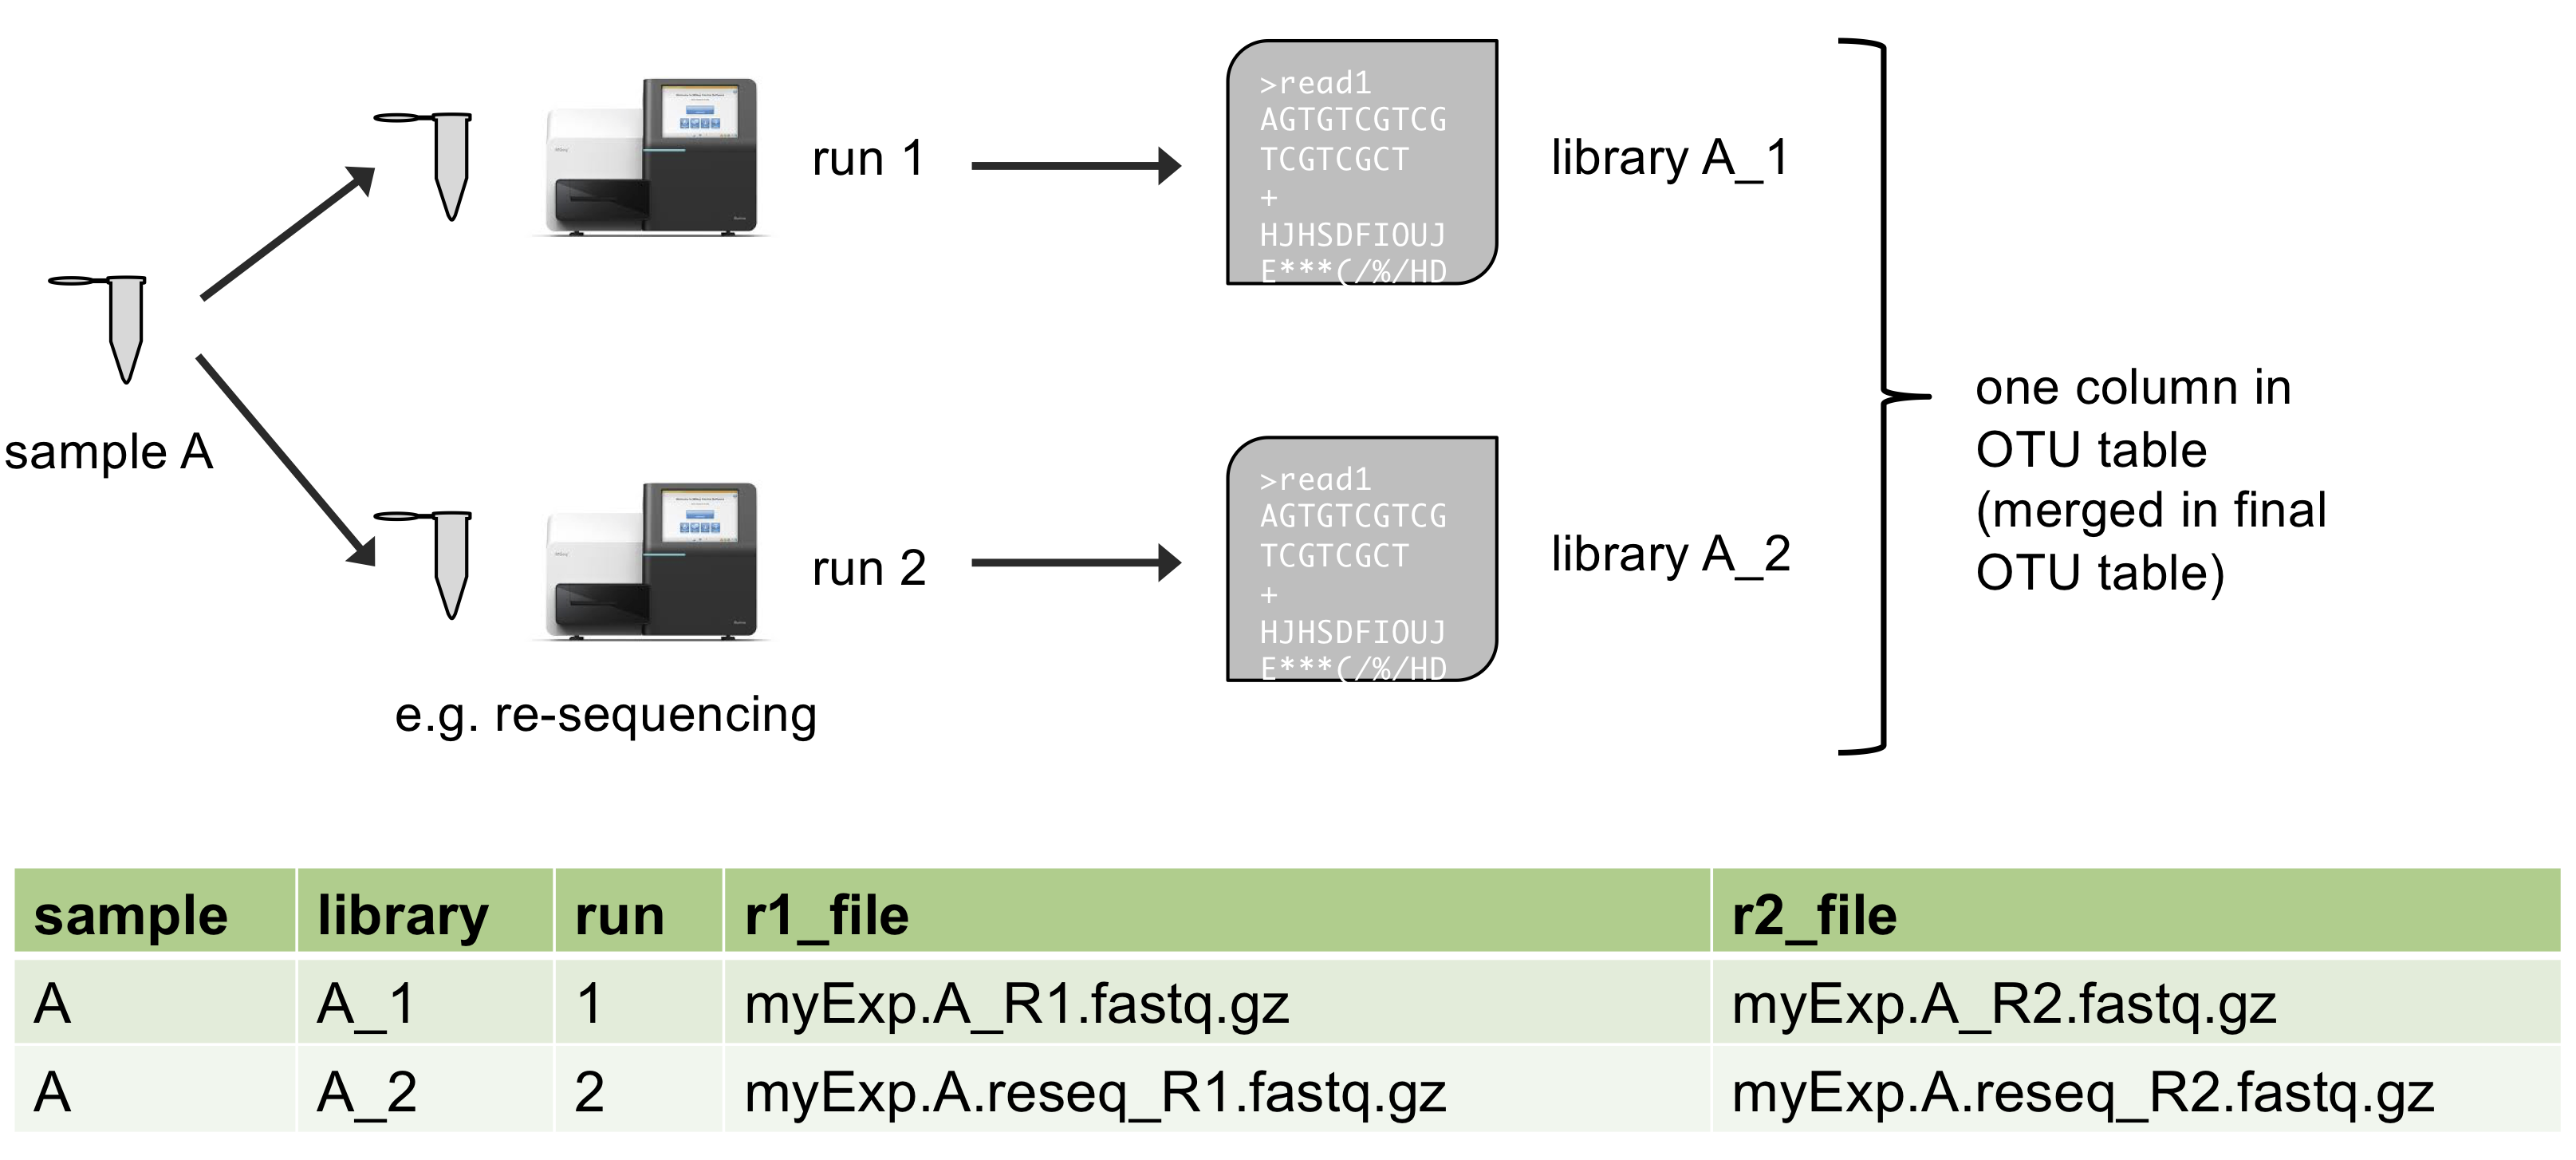 >read1
AGTGTCGTCG
TCGTCGCT
+
HJHSDFIOUJ
E***(/%/HD
run 1
library A_1
sample A
one column in
OTU table
(merged in final
OTU table)
>read1
AGTGTCGTCG
TCGTCGCT
+
HJHSDFIOUJ
E***(/%/HD
run 2
library A_2
e.g. re-sequencing
sample library run r1_file r2_file
A A_1 1 myExp.A_R1.fastq.gz myExp.A_R2.fastq.gz
A A_2 2 myExp.A.reseq_R1.fastq.gz myExp.A.reseq_R2.fastq.gz